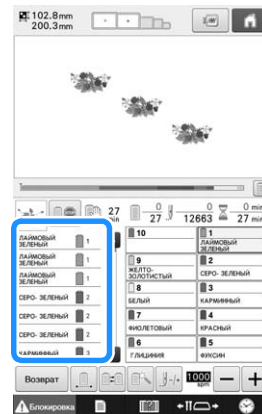 102.8mm
200.3mm
27 min
0 27
0 12663
0 min
27 min
ЛАЙМОВЫЙ ЗЕЛЕНЫЙ 1
ЛАЙМОВЫЙ ЗЕЛЕНЫЙ 1
ЛАЙМОВЫЙ ЗЕЛЕНЫЙ 1
СЕРО- ЗЕЛЕНЫЙ 2
СЕРО- ЗЕЛЕНЫЙ 2
СЕРО- ЗЕЛЕНЫЙ 2
КАРМИННЫЙ 3
10
1
ЛАЙМОВЫЙ ЗЕЛЕНЫЙ
9
ЖЕЛТО-ЗОЛОТИСТЫЙ
2
СЕРО- ЗЕЛЕНЫЙ
8
БЕЛЫЙ
3
КАРМИННЫЙ
7
ФИОЛЕТОВЫЙ
4
КРАСНЫЙ
6
ГЛИЦИНИЯ
5
ФУКСИН
Возврат
1000 spm
Блокировка